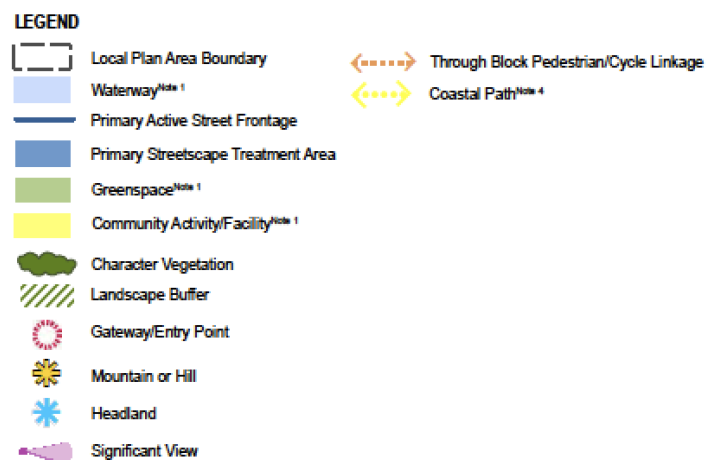 LEGEND
Local Plan Area Boundary
Waterway Note 1
Primary Active Street Frontage
Primary Streetscape Treatment Area
Greenspace Note 1
Community Activity/Facility Note 1
Character Vegetation
Landscape Buffer
Gateway/Entry Point
Mountain or Hill
Headland
Significant View
Through Block Pedestrian/Cycle Linkage
Coastal Path Note 4